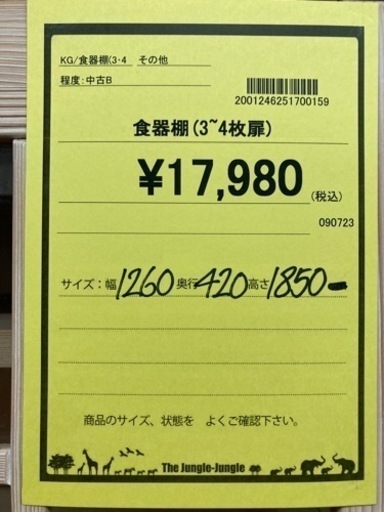 KG/食器棚(3･4 その他
程度:中古B
2001246251700159
食器棚(3~4枚扉)
¥17,980
(税込)
090723
サイズ:幅1260奥行420高さ1850
商品のサイズ、状態を よくご確認下さい。
The Jungle-Jungle